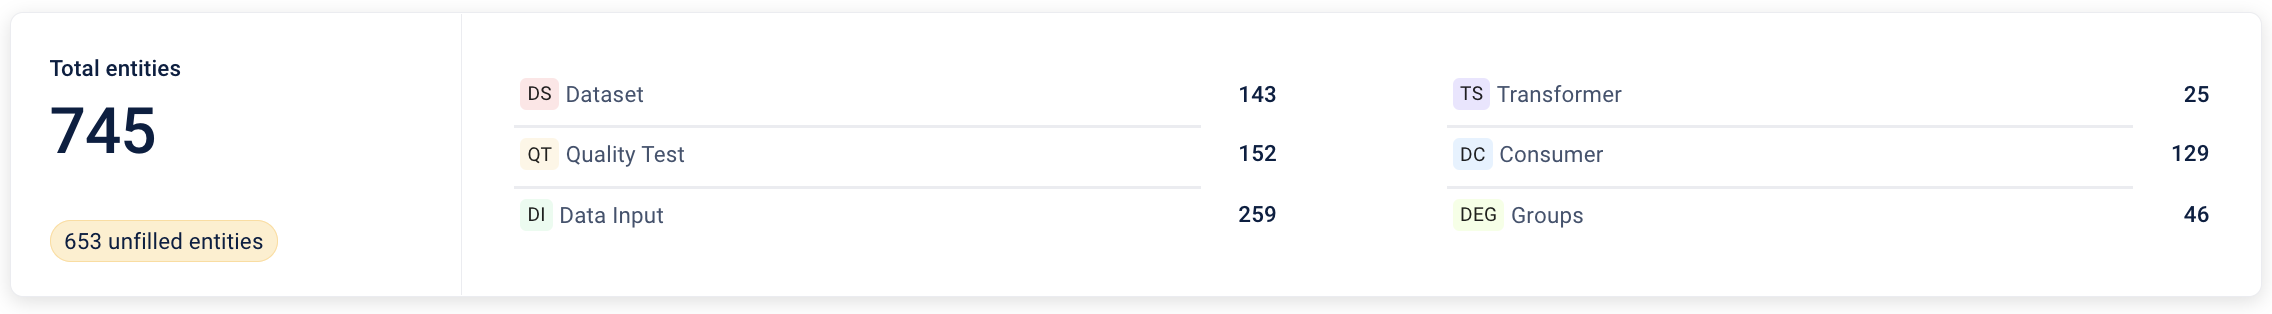 Total entities
745
653 unfilled entities
DS Dataset 143
QT Quality Test 152
DI Data Input 259
TS Transformer 25
DC Consumer 129
DEG Groups 46